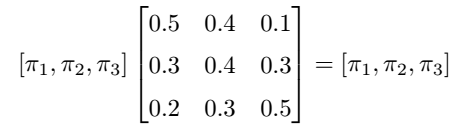 [π₁, π₂, π₃] [0.5 0.4 0.1
0.3 0.4 0.3
0.2 0.3 0.5] = [π₁, π₂, π₃]